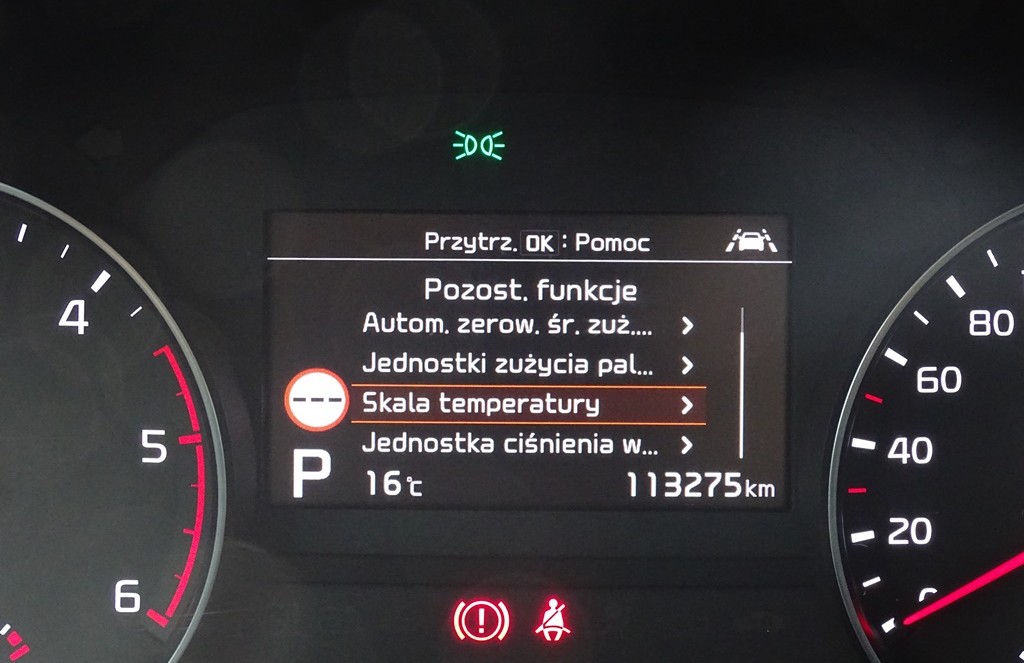 Przytrz. OK : Pomoc
Pozost. funkcje
Autom. zerow. śr. zuż....
Jednostki zużycia pal...
Skala temperatury
Jednostka ciśnienia w...
P
16°C
113275km
4
5
6
80
60
40
20
0